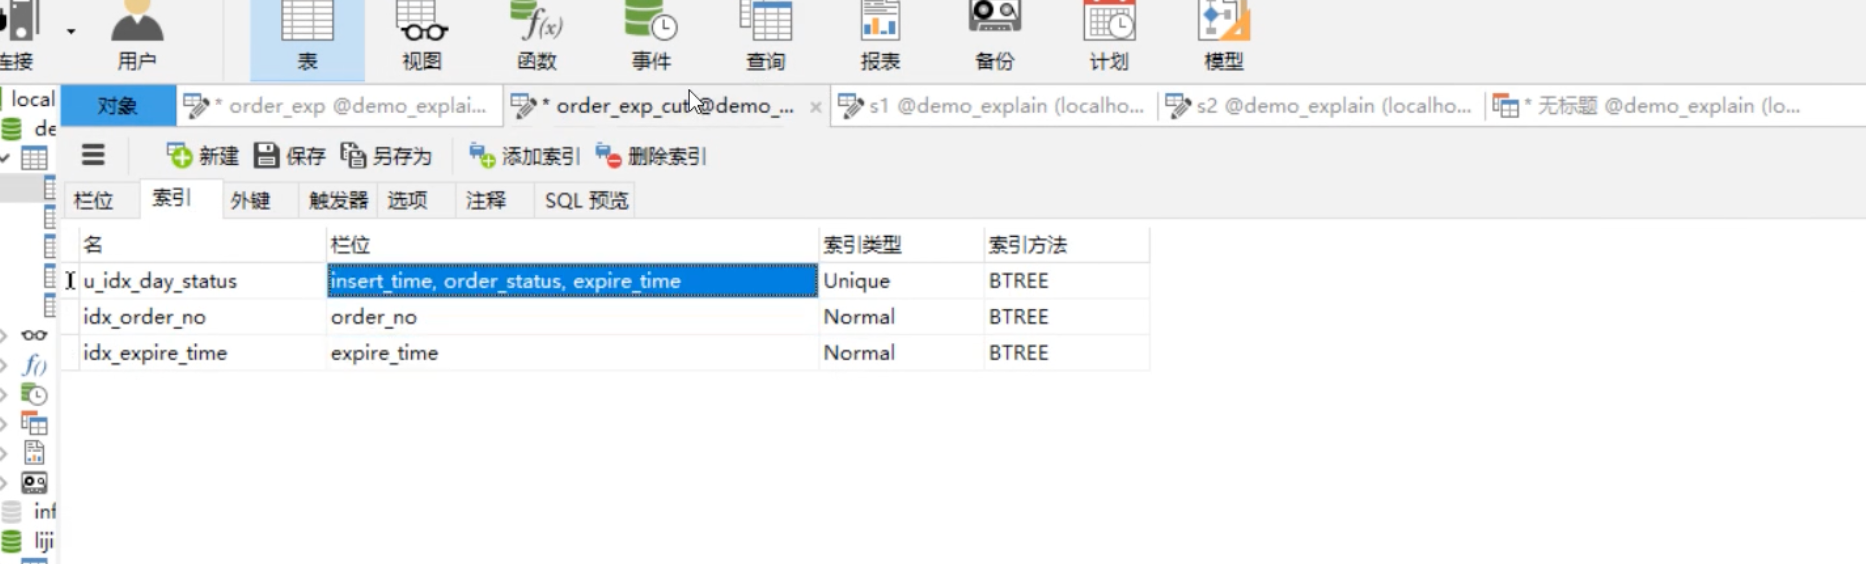 连接 用户 表 视图 f(x) 函数 事件 查询 报表 备份 计划 模型
local 对象 * order_exp @demo_explai... * order_exp_cut @demo_... × s1 @demo_explain (localho... s2 @demo_explain (localho... * 无标题 @demo_explain (lo...
de
新建 保存 另存为 添加索引 删除索引
栏位 索引 外键 触发器 选项 注释 SQL 预览
名 栏位 索引类型 索引方法
u_idx_day_status insert_time, order_status, expire_time Unique BTREE
idx_order_no order_no Normal BTREE
idx_expire_time expire_time Normal BTREE
f()
inf
liji